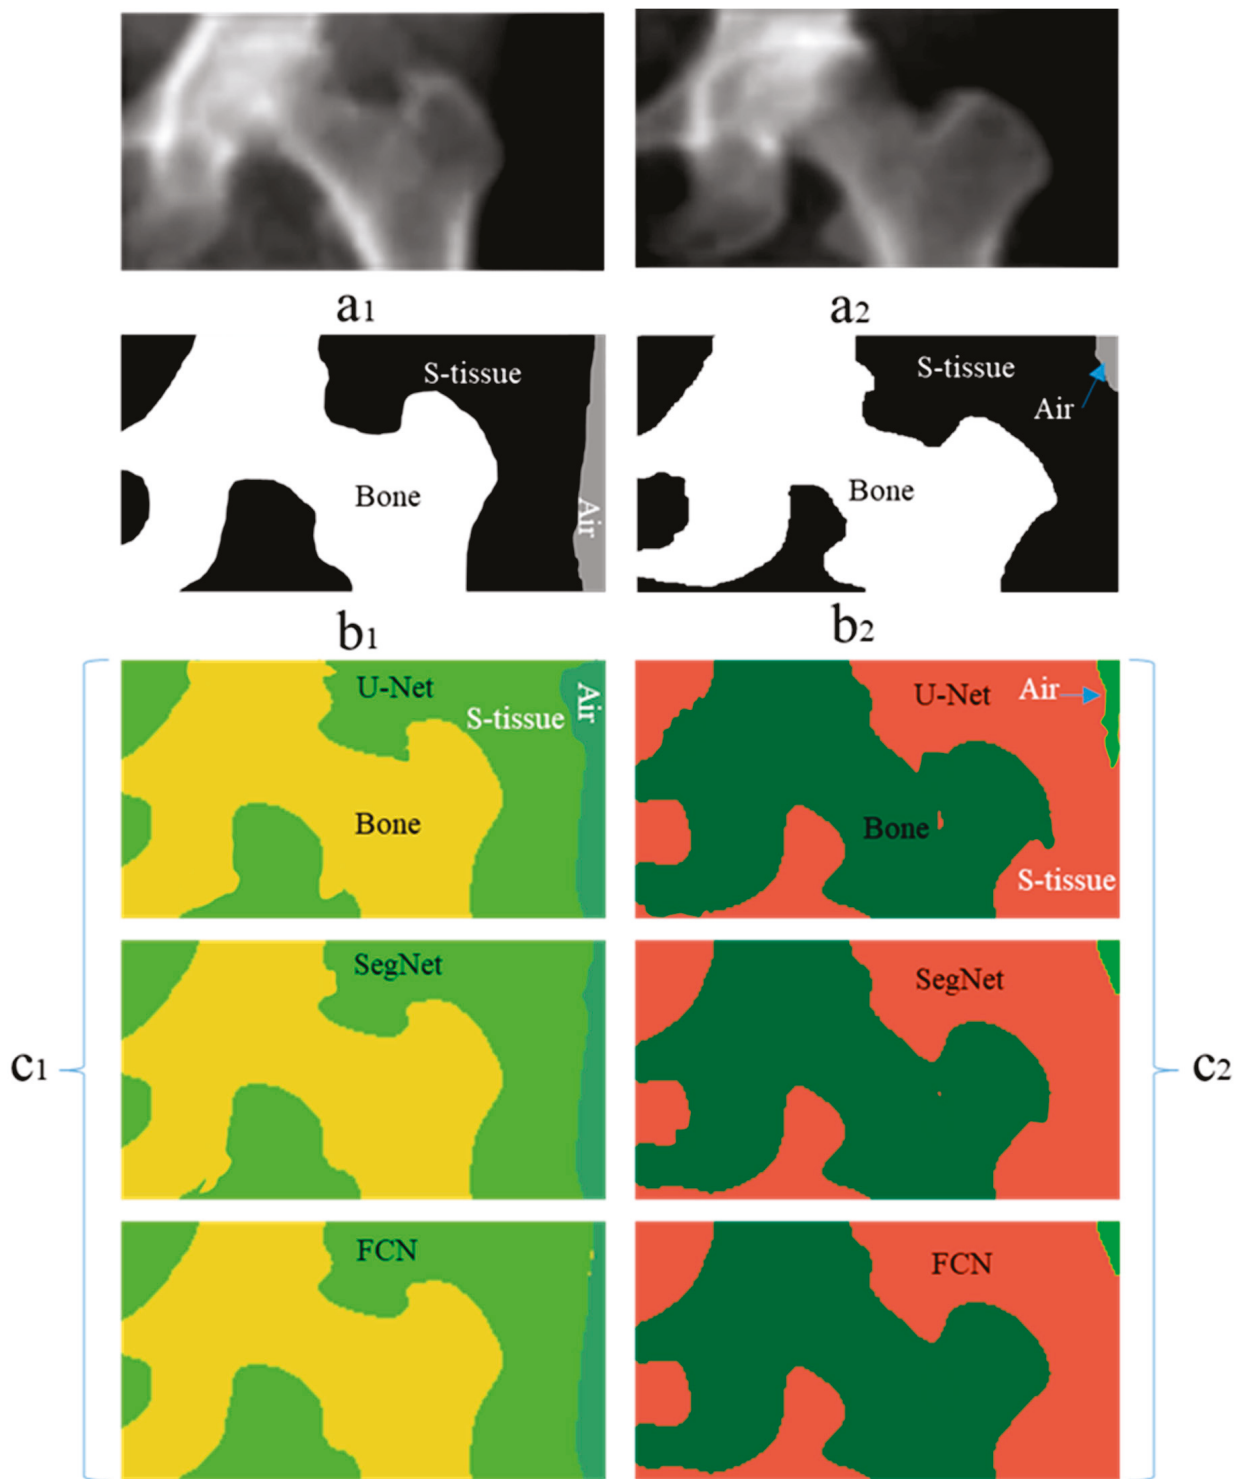 a1
a2
S-tissue
Bone
Air
S-tissue
Air
Bone
b1
b2
U-Net
S-tissue
Air
Bone
U-Net
Air
Bone
S-tissue
SegNet
SegNet
c1
c2
FCN
FCN